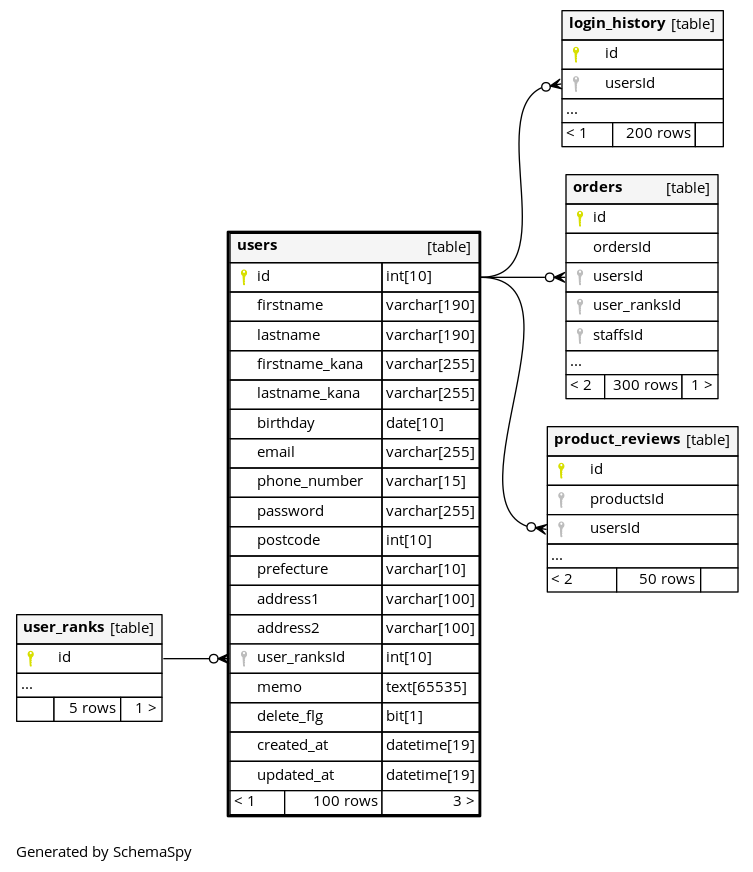 login_history [table]
id
usersId
...
< 1 200 rows
orders [table]
id
ordersId
usersId
user_ranksId
staffsId
...
< 2 300 rows 1 >
users [table]
id int[10]
firstname varchar[190]
lastname varchar[190]
firstname_kana varchar[255]
lastname_kana varchar[255]
birthday date[10]
email varchar[255]
phone_number varchar[15]
password varchar[255]
postcode int[10]
prefecture varchar[10]
address1 varchar[100]
address2 varchar[100]
user_ranksId int[10]
memo text[65535]
delete_flg bit[1]
created_at datetime[19]
updated_at datetime[19]
< 1 100 rows 3 >
product_reviews [table]
id
productsId
usersId
...
< 2 50 rows
user_ranks [table]
id
...
5 rows 1 >
Generated by SchemaSpy